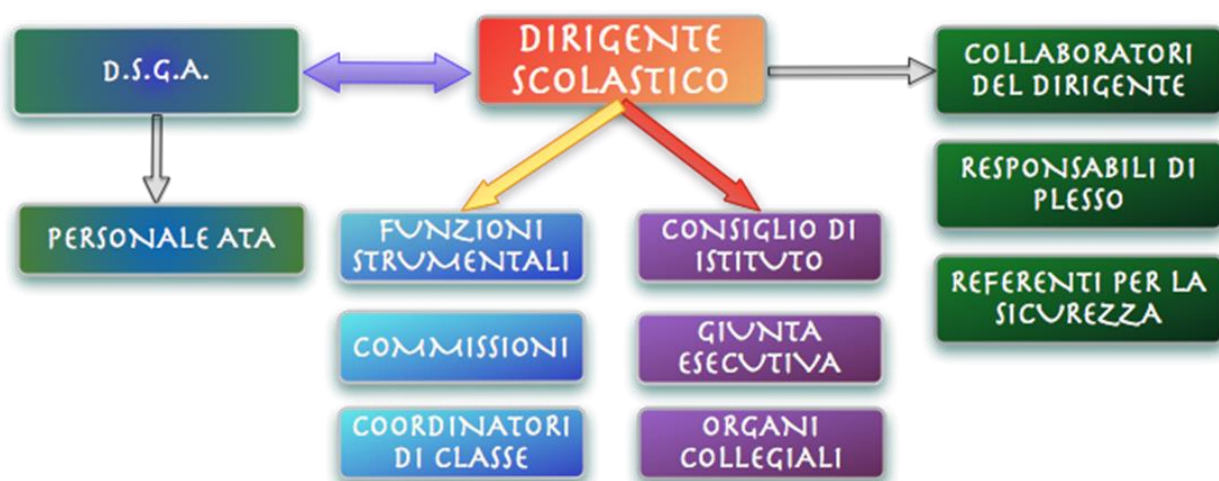 D.S.G.A.
DIRIGENTE
SCOLASTICO
COLLABORATORI
DEL DIRIGENTE
RESPONSABILI DI
PLESSO
REFERENTI PER LA
SICUREZZA
PERSONALE ATA
FUNZIONI
STRUMENTALI
COMMISSIONI
COORDINATORI
DI CLASSE
CONSIGLIO DI
ISTITUTO
GIUNTA
ESECUTIVA
ORGANI
COLLEGIALI